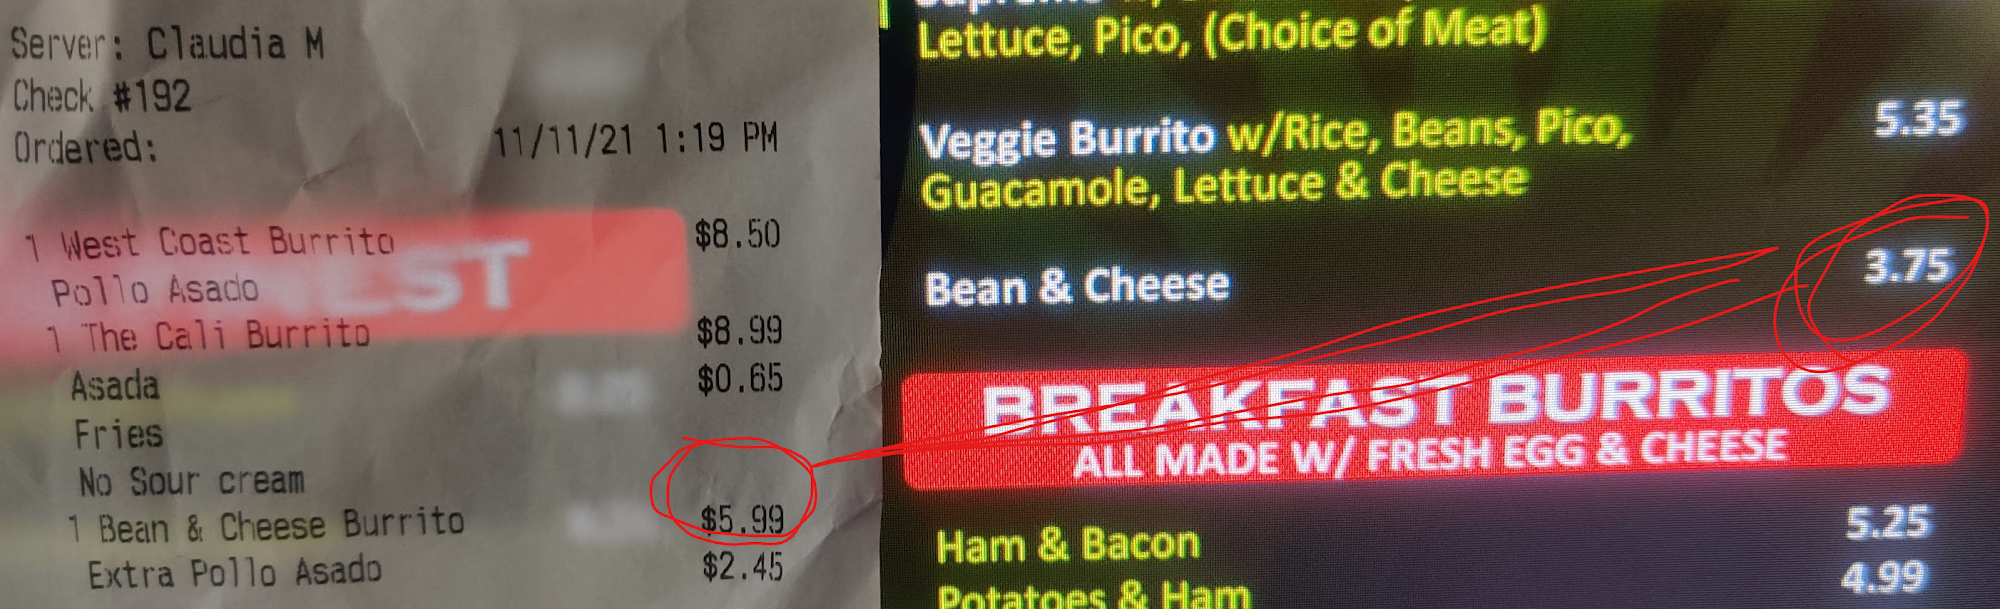 Server: Claudia M
Check #192
Ordered: 11/11/21 1:19 PM
1 West Coast Burrito $8.50
Pollo Asado
1 The Cali Burrito $8.99
Asada $0.65
Fries
No Sour cream
1 Bean & Cheese Burrito $5.99
Extra Pollo Asado $2.45
Lettuce, Pico, (Choice of Meat)
Veggie Burrito w/Rice, Beans, Pico, 5.35
Guacamole, Lettuce & Cheese
Bean & Cheese 3.75
BREAKFAST BURRITOS
ALL MADE W/ FRESH EGG & CHEESE
Ham & Bacon 5.25
Potatoes & Ham 4.99